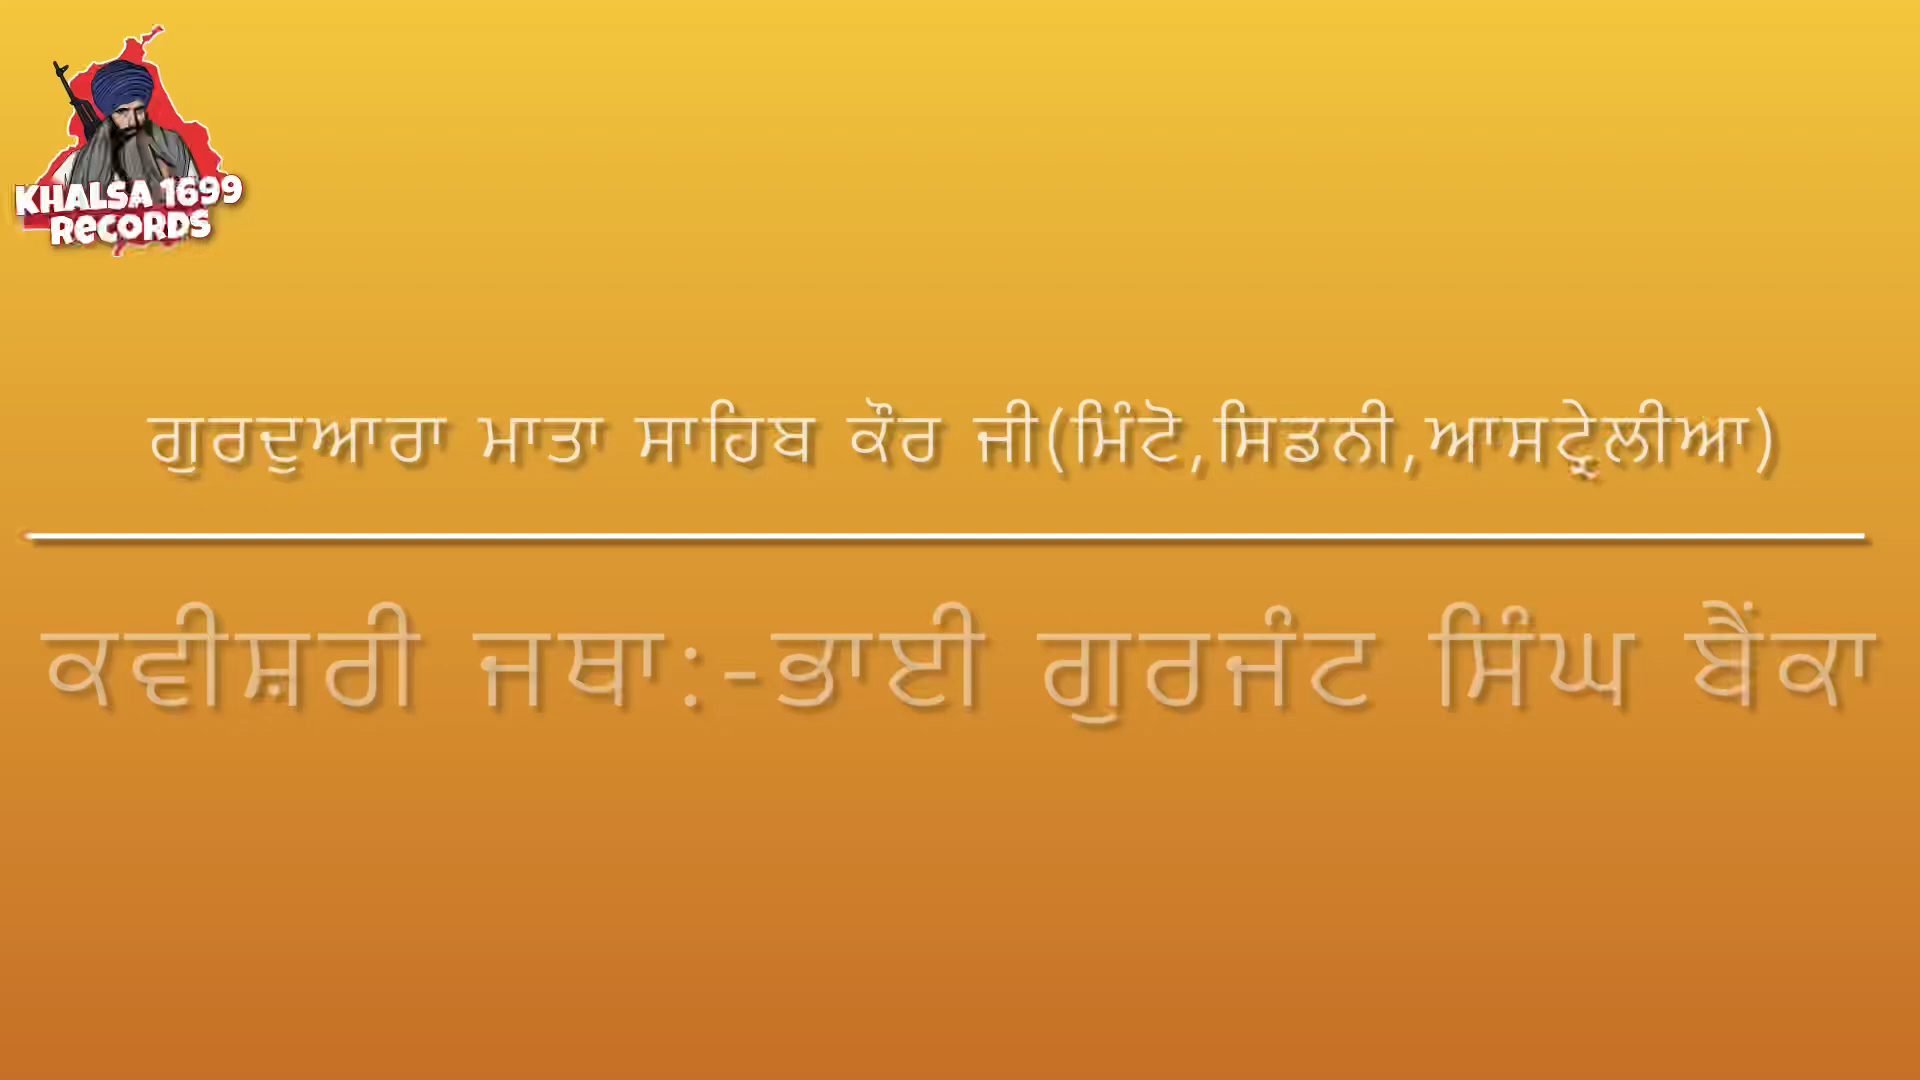 KHALSA 1699
RECORDS
ਗੁਰਦੁਆਰਾ ਮਾਤਾ ਸਾਹਿਬ ਕੌਰ ਜੀ(ਮਿੰਟੋ,ਸਿਡਨੀ,ਆਸਟ੍ਰੇਲੀਆ)
ਕਵੀਸ਼ਰੀ ਜਥਾ:-ਭਾਈ ਗੁਰਜੰਟ ਸਿੰਘ ਬੈਂਕਾ